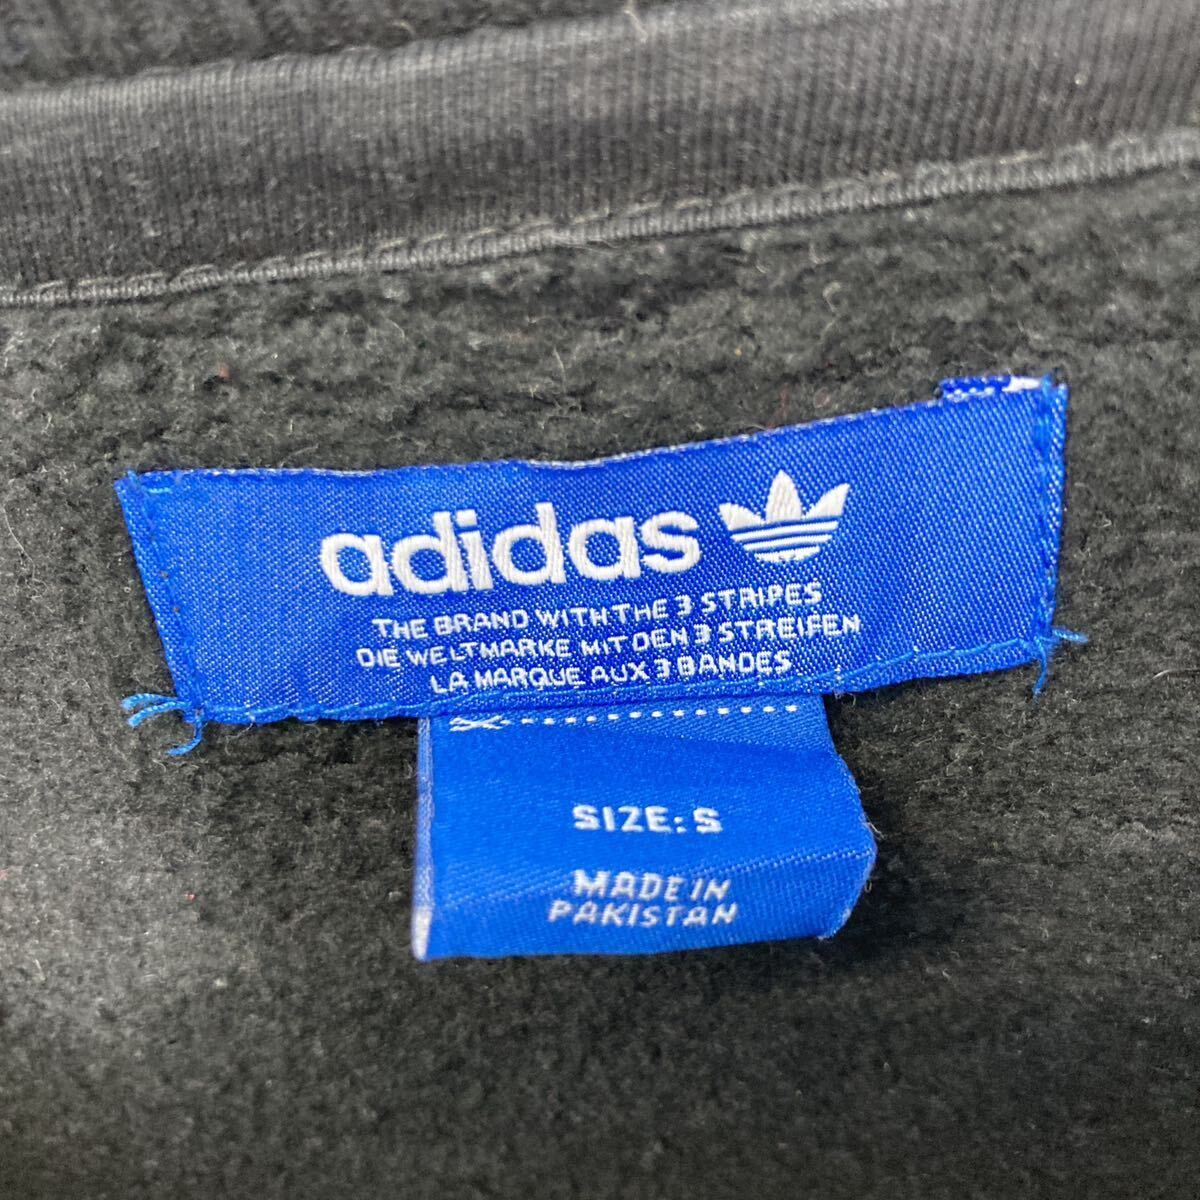 adidas
THE BRAND WITH THE 3 STRIPES
DIE WELTMARKE MIT DEN 3 STREIFEN
LA MARQUE AUX 3 BANDES
SIZE: S
MADE IN
PAKISTAN